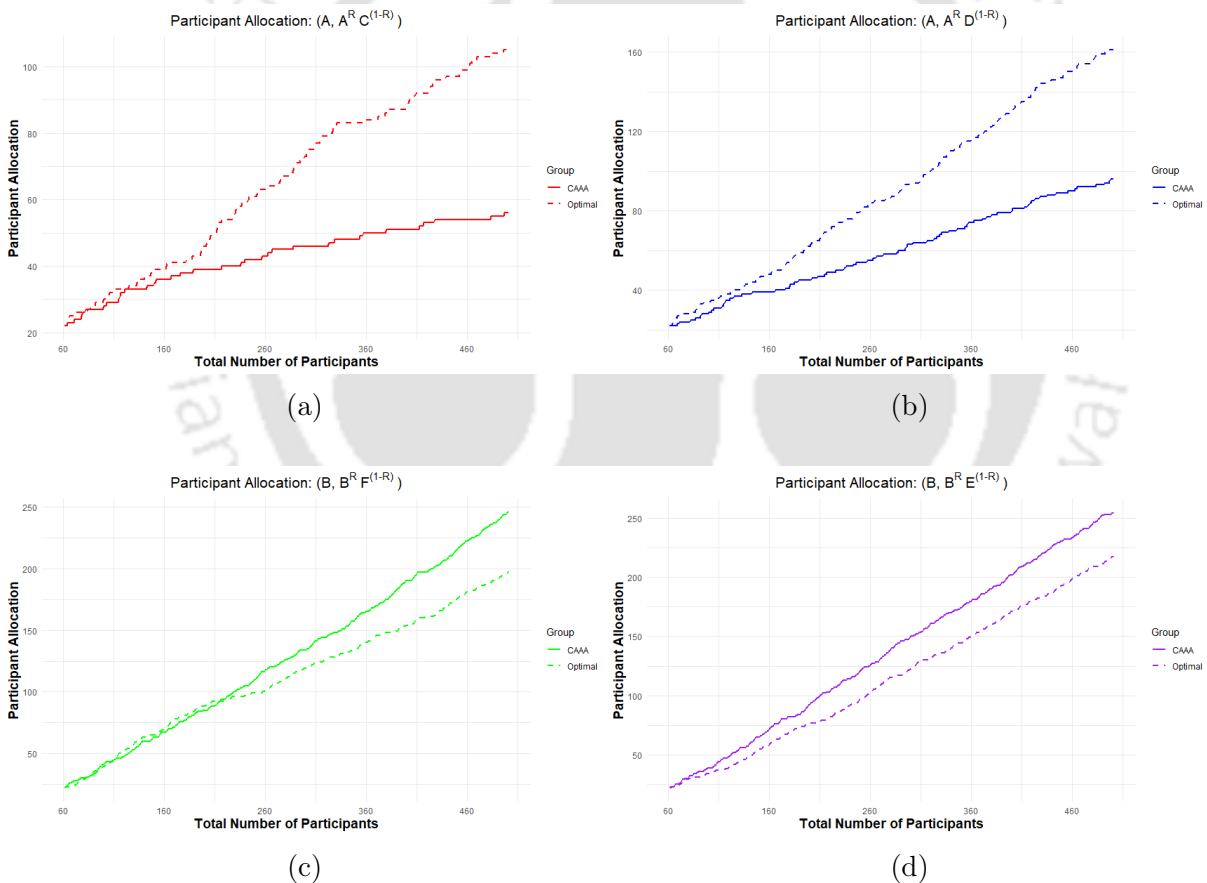 Participant Allocation: (A, A^R C^(1-R) )
Participant Allocation
100
80
60
40
20
60 160 260 360 460
Total Number of Participants
Group
CAAA
Optimal
(a)
Participant Allocation: (A, A^R D^(1-R) )
Participant Allocation
160
120
80
40
60 160 260 360 460
Total Number of Participants
Group
CAAA
Optimal
(b)
Participant Allocation: (B, B^R F^(1-R) )
Participant Allocation
250
200
150
100
50
60 160 260 360 460
Total Number of Participants
Group
CAAA
Optimal
(c)
Participant Allocation: (B, B^R E^(1-R) )
Participant Allocation
250
200
150
100
50
60 160 260 360 460
Total Number of Participants
Group
CAAA
Optimal
(d)